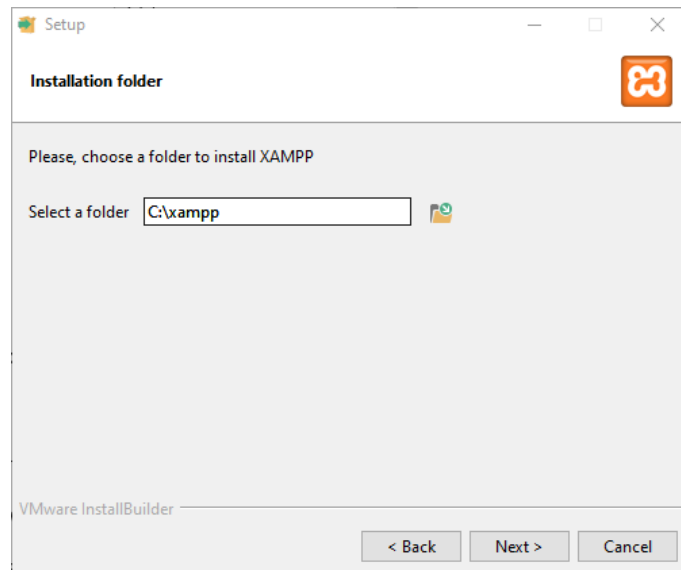 Setup
Installation folder
Please, choose a folder to install XAMPP
Select a folder C:\xampp
VMware InstallBuilder
< Back Next > Cancel